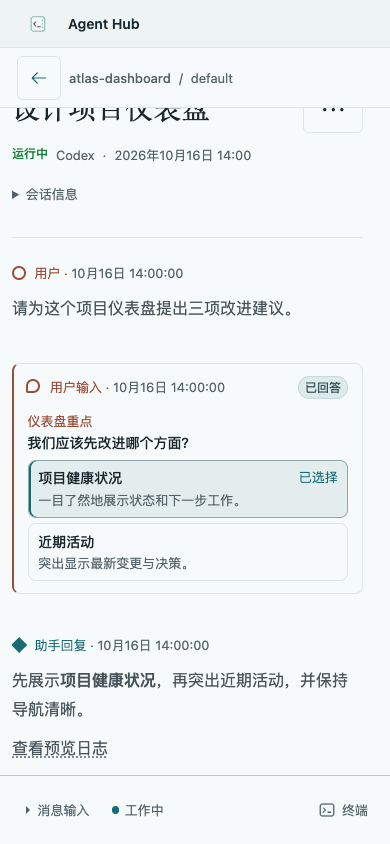 Agent Hub
atlas-dashboard / default
设计项目仪表盘
运行中 Codex · 2026年10月16日 14:00
会话信息
用户 · 10月16日 14:00:00
请为这个项目仪表盘提出三项改进建议。
用户输入 · 10月16日 14:00:00 已回答
仪表盘重点
我们应该先改进哪个方面?
项目健康状况 已选择
一目了然地展示状态和下一步工作。
近期活动
突出显示最新变更与决策。
助手回复 · 10月16日 14:00:00
先展示项目健康状况，再突出近期活动，并保持
导航清晰。
查看预览日志
消息输入 工作中 终端